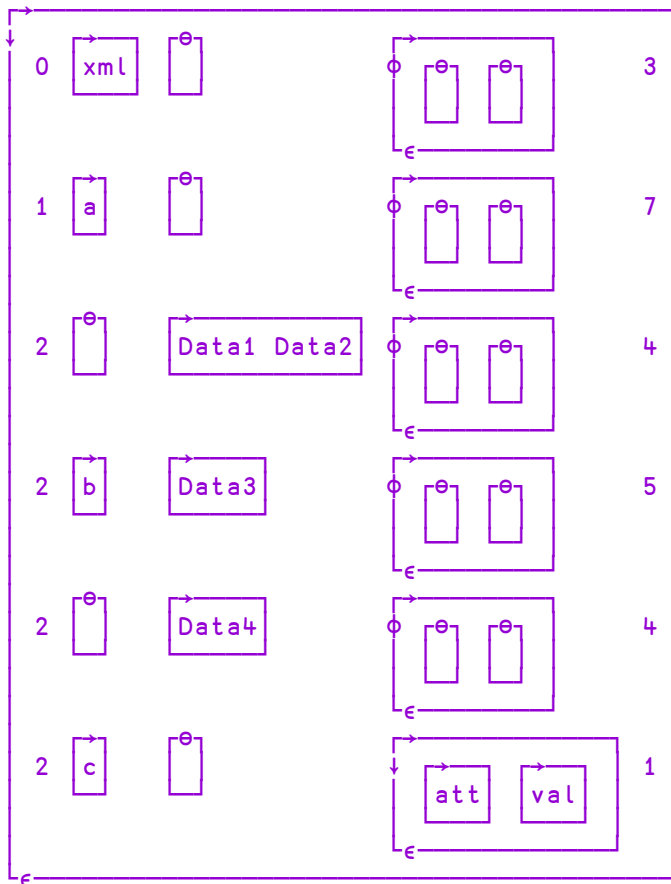 0 xml 3
1 a 7
2 Data1 Data2 4
2 b Data3 5
2 Data4 4
2 c att val 1